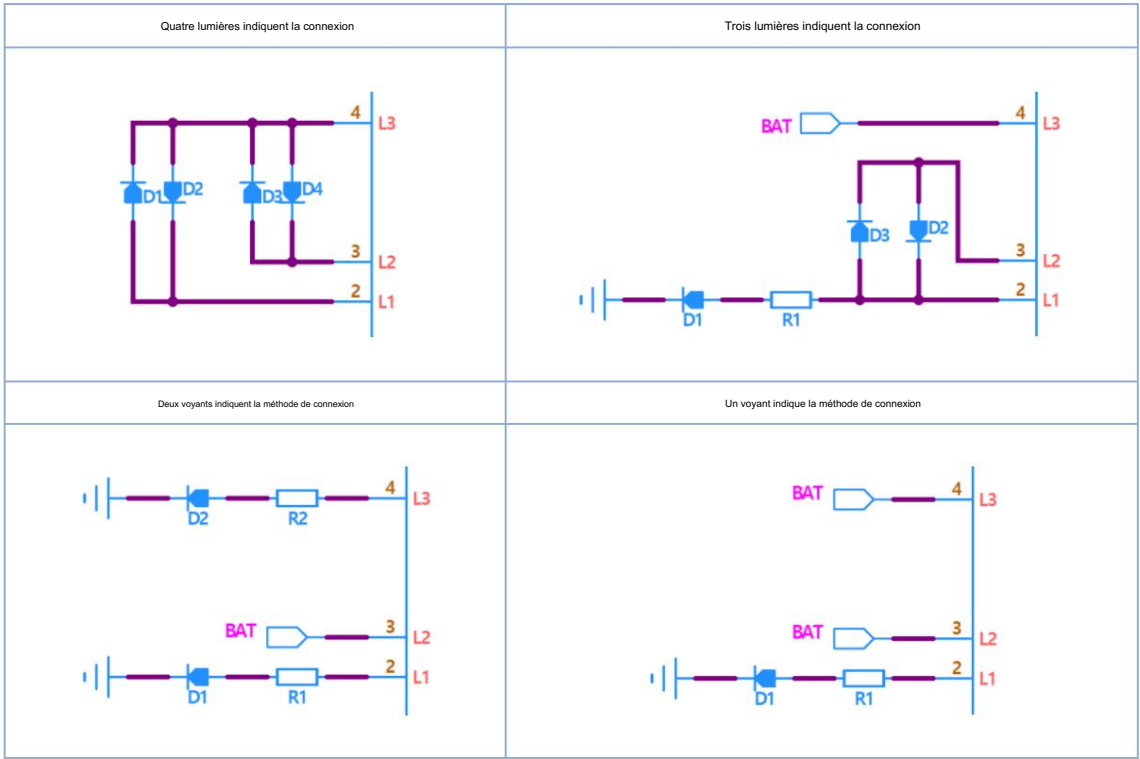 Quatre lumières indiquent la connexion
Trois lumières indiquent la connexion
4
L3
D1
D2
D3
D4
3
L2
2
L1
BAT
4
L3
D3
D2
3
L2
2
L1
D1
R1
Deux voyants indiquent la méthode de connexion
Un voyant indique la méthode de connexion
4
L3
D2
R2
BAT
3
L2
2
L1
D1
R1
BAT
4
L3
BAT
3
L2
2
L1
D1
R1